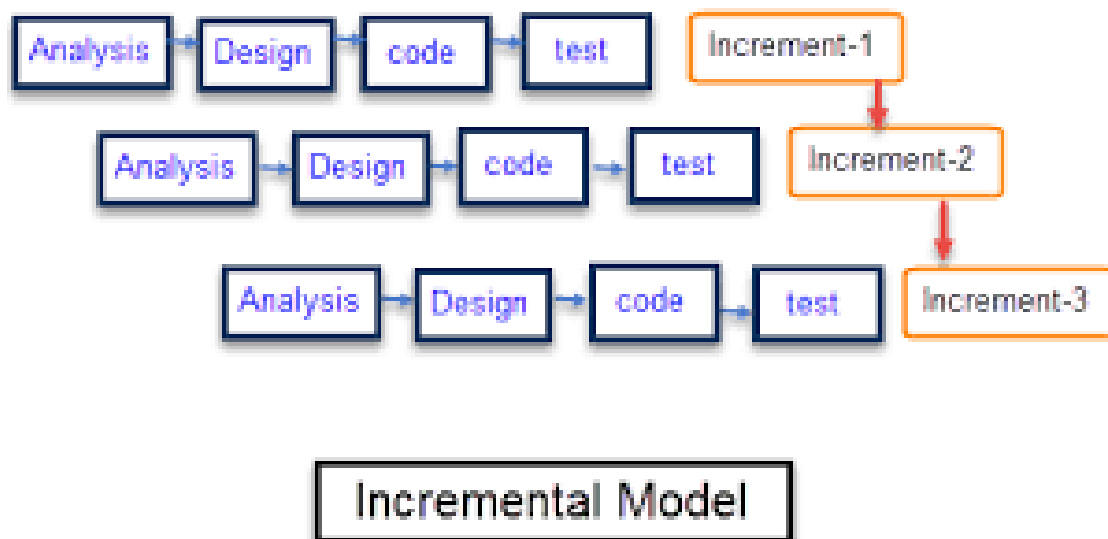 Analysis Design code test Increment-1
Analysis Design code test Increment-2
Analysis Design code test Increment-3
Incremental Model